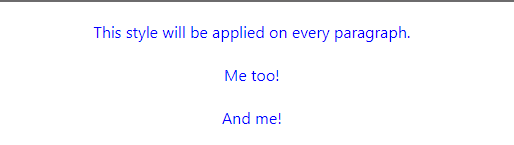 This style will be applied on every paragraph.
Me too!
And me!